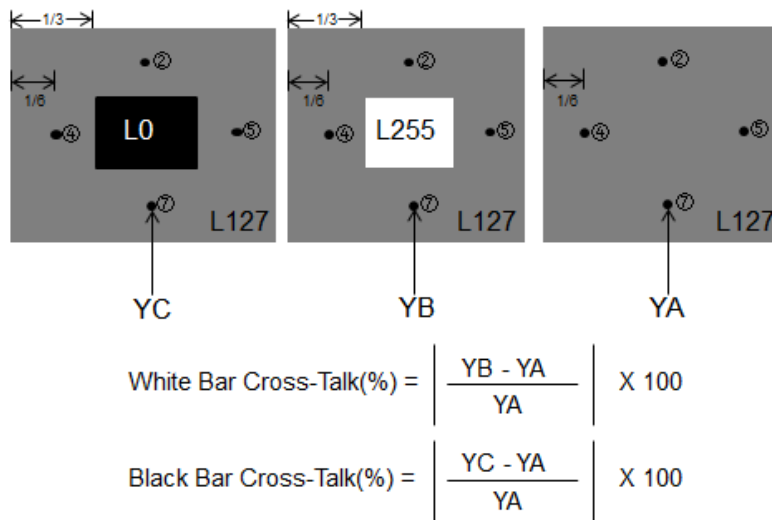 1/3 1/3
② ② ②
1/6 1/6 1/6
④ L0 ⑤ ④ L255 ⑤ ④ ⑤
⑦ ⑦ ⑦
L127 L127 L127
YC YB YA
White Bar Cross-Talk(%) = | YB - YA / YA | X 100
Black Bar Cross-Talk(%) = | YC - YA / YA | X 100